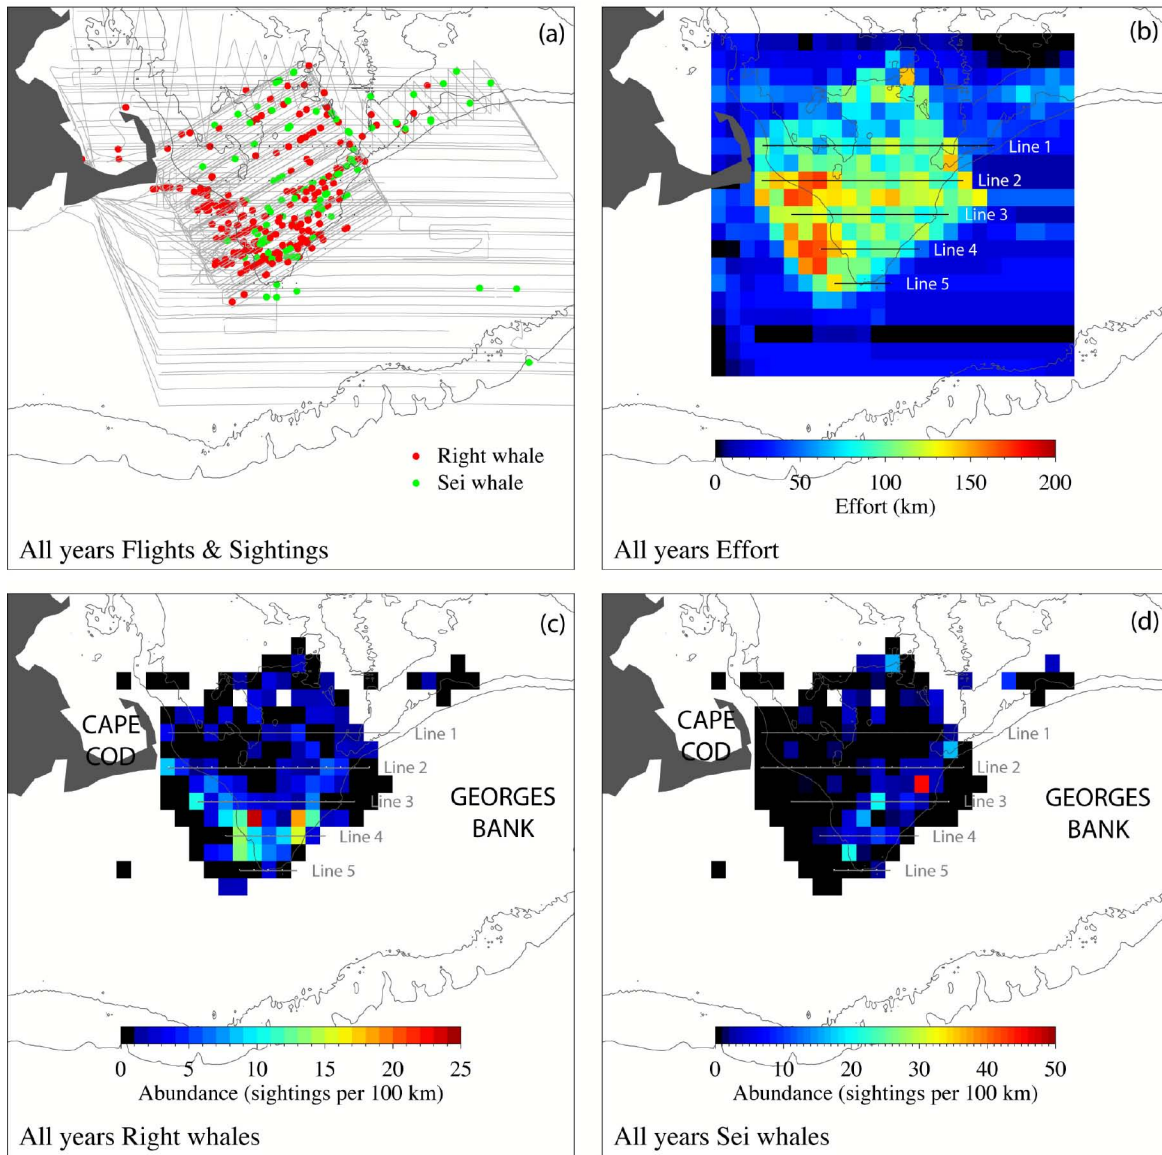 (a)
Right whale
Sei whale
All years Flights & Sightings
(b)
Line 1
Line 2
Line 3
Line 4
Line 5
0 50 100 150 200
Effort (km)
All years Effort
(c)
CAPE
COD
Line 1
Line 2
Line 3
GEORGES
BANK
Line 4
Line 5
0 5 10 15 20 25
Abundance (sightings per 100 km)
All years Right whales
(d)
CAPE
COD
Line 1
Line 2
Line 3
GEORGES
BANK
Line 4
Line 5
0 10 20 30 40 50
Abundance (sightings per 100 km)
All years Sei whales